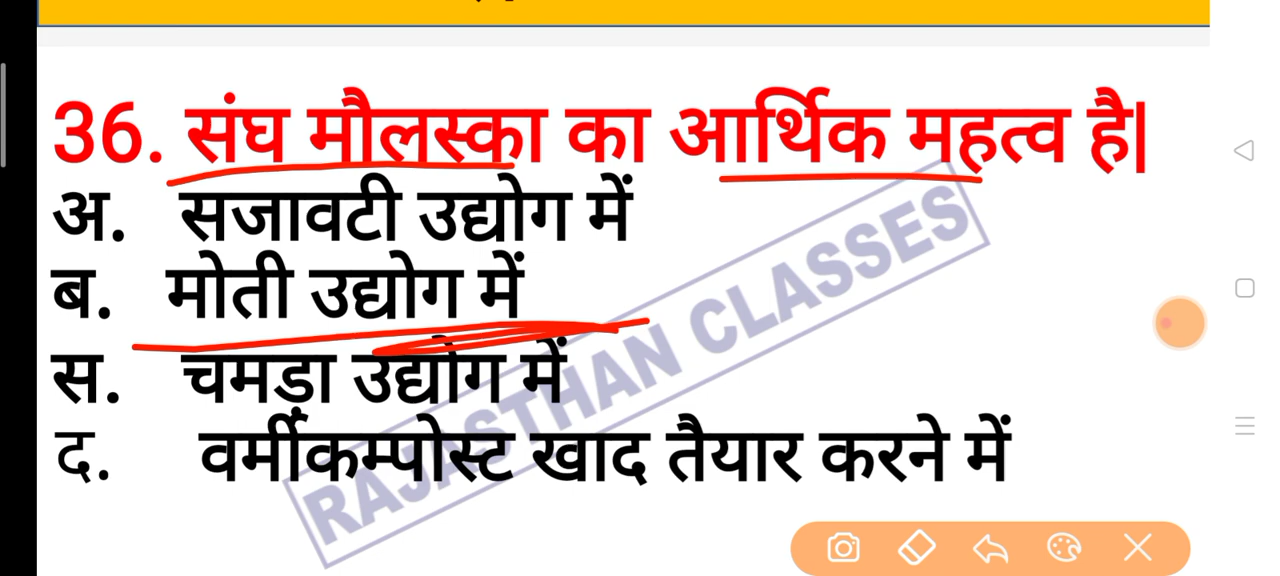 36. संघ मौलस्का का आर्थिक महत्व है|
अ. सजावटी उद्योग में
ब. मोती उद्योग में
स. चमड़ा उद्योग में
द. वर्मीकम्पोस्ट खाद तैयार करने में
RAJASTHAN CLASSES